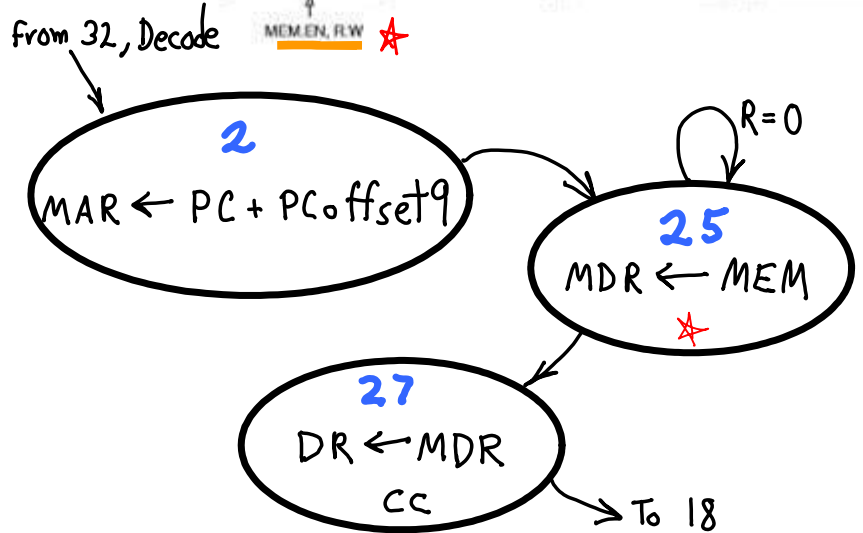 from 32, Decode
MEM.EN, R.W
R=0
2
MAR ← PC + PCoffset9
25
MDR ← MEM
27
DR ← MDR
CC
To 18